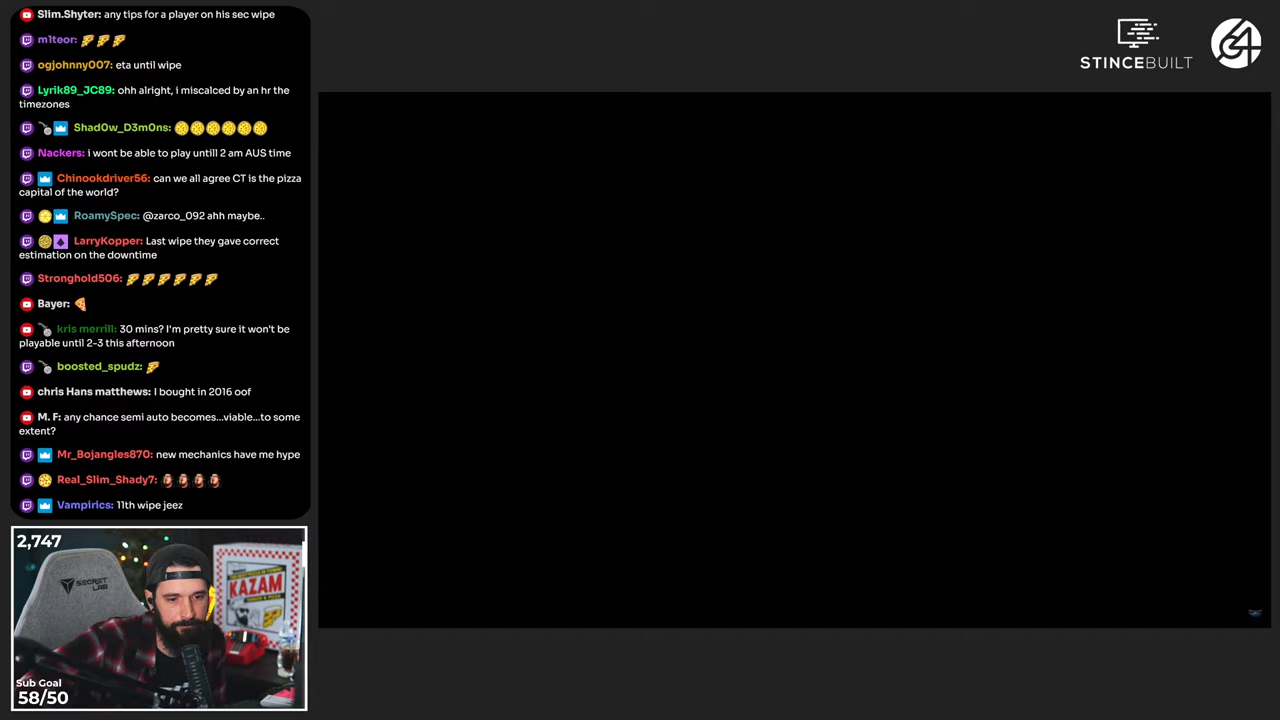 Slim.Shyter: any tips for a player on his sec wipe
m1teor:
ogjohnny007: eta until wipe
Lyrik89_JC89: ohh alright, i miscalced by an hr the
timezones
Shad0w_D3m0ns:
Nackers: i wont be able to play untill 2 am AUS time
Chinookdriver56: can we all agree CT is the pizza
capital of the world?
RoamySpec: @zarco_092 ahh maybe..
LarryKopper: Last wipe they gave correct
estimation on the downtime
Stronghold506:
Bayer:
kris merrill: 30 mins? I'm pretty sure it won't be
playable until 2-3 this afternoon
boosted_spudz:
chris Hans matthews: I bought in 2016 oof
M. F: any chance semi auto becomes...viable...to some
extent?
Mr_Bojangles870: new mechanics have me hype
Real_Slim_Shady7:
Vampirics: 11th wipe jeez
2,747
SECRET
LAB
KAZAM
Sub Goal
58/50
STINCEBUILT
G4